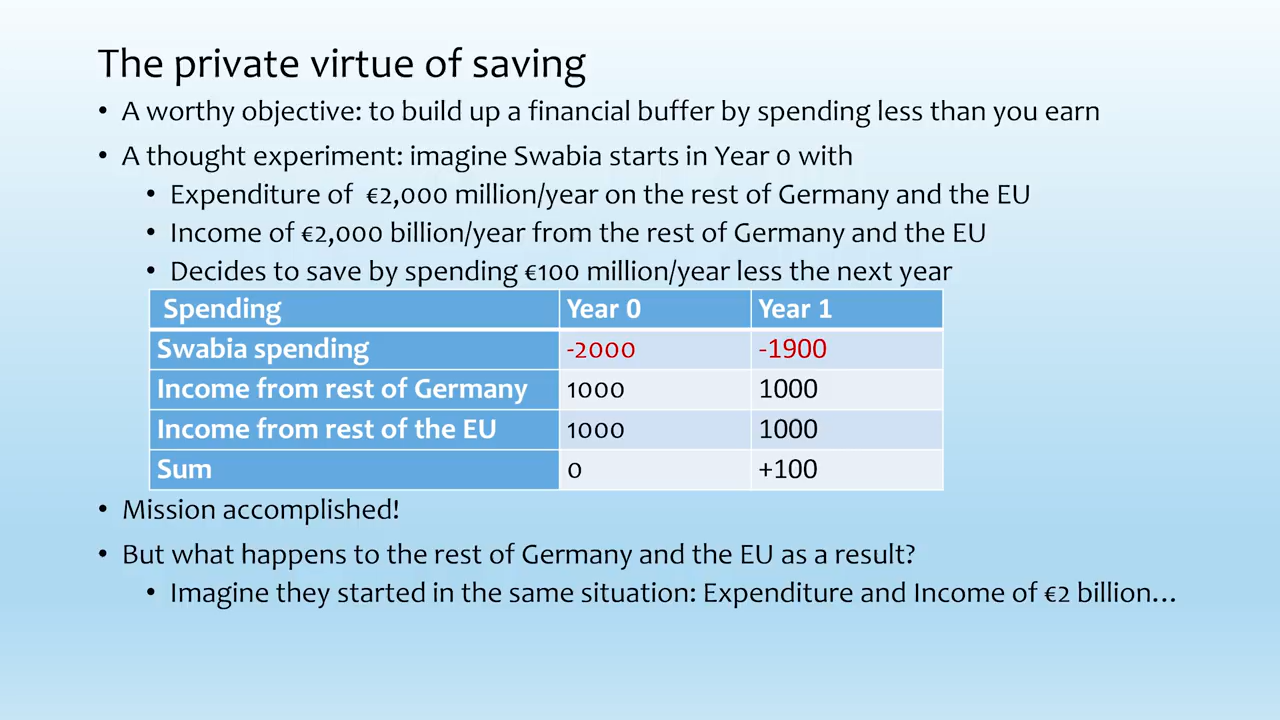 The private virtue of saving
• A worthy objective: to build up a financial buffer by spending less than you earn
• A thought experiment: imagine Swabia starts in Year 0 with
• Expenditure of €2,000 million/year on the rest of Germany and the EU
• Income of €2,000 billion/year from the rest of Germany and the EU
• Decides to save by spending €100 million/year less the next year
Spending Year 0 Year 1
Swabia spending -2000 -1900
Income from rest of Germany 1000 1000
Income from rest of the EU 1000 1000
Sum 0 +100
• Mission accomplished!
• But what happens to the rest of Germany and the EU as a result?
• Imagine they started in the same situation: Expenditure and Income of €2 billion…